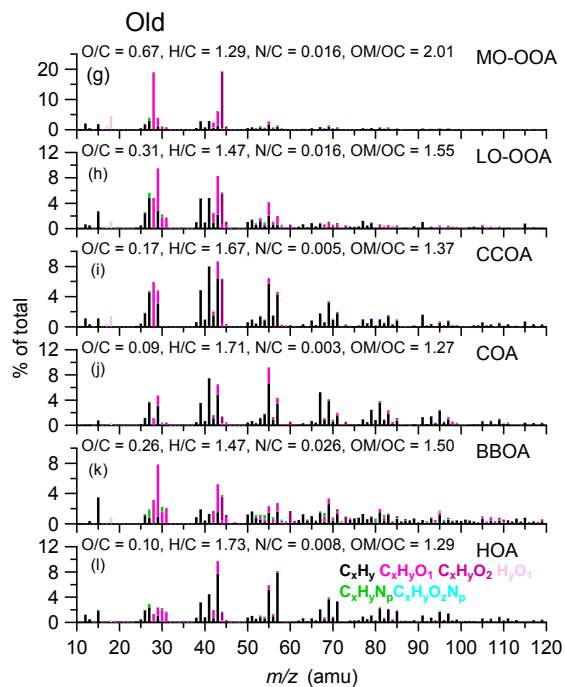 Old
O/C = 0.67, H/C = 1.29, N/C = 0.016, OM/OC = 2.01
MO-OOA
(g)
20
10
0
O/C = 0.31, H/C = 1.47, N/C = 0.016, OM/OC = 1.55
LO-OOA
(h)
12
8
4
0
O/C = 0.17, H/C = 1.67, N/C = 0.005, OM/OC = 1.37
CCOA
(i)
8
4
0
O/C = 0.09, H/C = 1.71, N/C = 0.003, OM/OC = 1.27
COA
(j)
12
8
4
0
O/C = 0.26, H/C = 1.47, N/C = 0.026, OM/OC = 1.50
BBOA
(k)
12
8
4
0
O/C = 0.10, H/C = 1.73, N/C = 0.008, OM/OC = 1.29
HOA
(l)
12
8
4
0
% of total
CxHy CxHyO1 CxHyO2 HyO1
CxHyNp CxHyOzNp
10 20 30 40 50 60 70 80 90 100 110 120
m/z (amu)